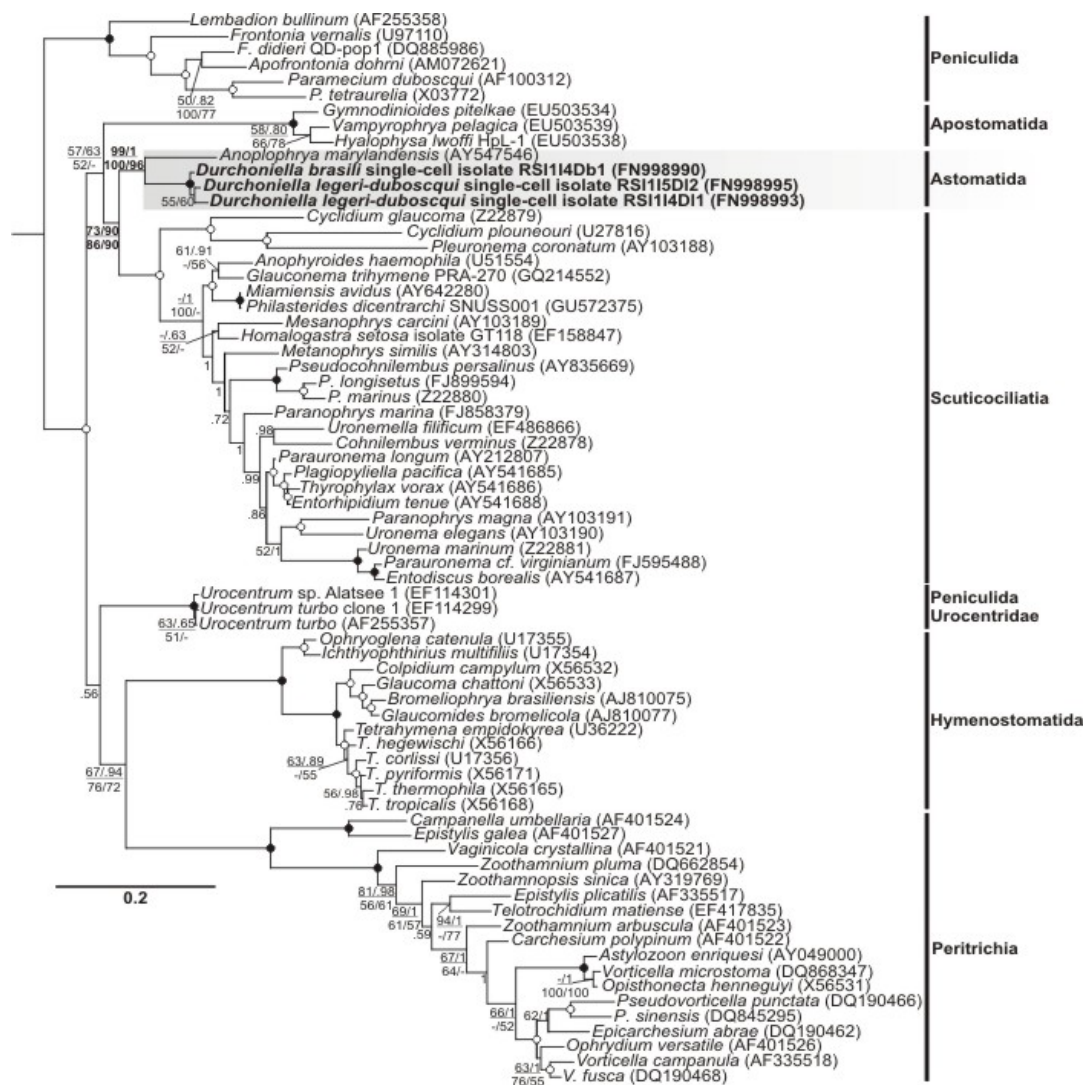 Lembadion bullinum (AF255358)
Frontonia vernalis (U97110)
F. didieri QD-pop1 (DQ885986)
Apofrontonia dohrni (AM072621)
Paramecium duboscqui (AF100312)
P. tetraurelia (X03772)
50/.82
100/77
Peniculida
Gymnodinioides pitelkae (EU503534)
Vampyrophrya pelagica (EU503539)
Hyalophysa lwoffi HpL-1 (EU503538)
58/.80
66/78
Apostomatida
57/63
52/-
99/1
100/96
Anoplophrya marylandensis (AY547546)
Durchoniella brasili single-cell isolate RSI1I4Db1 (FN998990)
Durchoniella legeri-duboscqui single-cell isolate RSI1I5Dl2 (FN998995)
Durchoniella legeri-duboscqui single-cell isolate RSI1I4Dl1 (FN998993)
55/60
Astomatida
73/90
86/90
Cyclidium glaucoma (Z22879)
Cyclidium plouneouri (U27816)
Pleuronema coronatum (AY103188)
61/.91
-/56
Anophyroides haemophila (U51554)
Glauconema trihymene PRA-270 (GQ214552)
Miamiensis avidus (AY642280)
Philasterides dicentrarchi SNUSS001 (GU572375)
-/1
100/-
Mesanophrys carcini (AY103189)
Homalogastra setosa isolate GT118 (EF158847)
-/.63
52/-
Metanophrys similis (AY314803)
1
Pseudocohnilembus persalinus (AY835669)
P. longisetus (FJ899594)
P. marinus (Z22880)
.72
Scuticociliatia
Paranophrys marina (FJ858379)
Uronemella filificum (EF486866)
Cohnilembus verminus (Z22878)
.98
1
Parauronema longum (AY212807)
Plagiopyliella pacifica (AY541685)
Thyrophylax vorax (AY541686)
Entorhipidium tenue (AY541688)
.99
.86
Paranophrys magna (AY103191)
Uronema elegans (AY103190)
52/1
Uronema marinum (Z22881)
Parauronema cf. virginianum (FJ595488)
Entodiscus borealis (AY541687)
Urocentrum sp. Alatsee 1 (EF114301)
Urocentrum turbo clone 1 (EF114299)
Urocentrum turbo (AF255357)
63/.65
51/-
Peniculida
Urocentridae
Ophryoglena catenula (U17355)
Ichthyophthirius multifiliis (U17354)
Colpidium campylum (X56532)
Glaucoma chattoni (X56533)
Bromeliophrya brasiliensis (AJ810075)
Glaucomides bromelicola (AJ810077)
.56
Hymenostomatida
Tetrahymena empidokyrea (U36222)
T. hegewischi (X56166)
T. corlissi (U17356)
T. pyriformis (X56171)
T. thermophila (X56165)
T. tropicalis (X56168)
63/.89
-/55
56/.98
.76
67/.94
76/72
Campanella umbellaria (AF401524)
Epistylis galea (AF401527)
Vaginicola crystallina (AF401521)
Zoothamnium pluma (DQ662854)
Zoothamnopsis sinica (AY319769)
81/.98
56/61
0.2
Epistylis plicatilis (AF335517)
Telotrochidium matiense (EF417835)
69/1
61/57
94/1
-/77
.59
Zoothamnium arbuscula (AF401523)
Carchesium polypinum (AF401522)
67/1
64/-
Peritrichia
Astylozoon enriquesi (AY049000)
Vorticella microstoma (DQ868347)
Opisthonecta henneguyi (X56531)
1
-/1
100/100
Pseudovorticella punctata (DQ190466)
P. sinensis (DQ845295)
Epicarchesium abrae (DQ190462)
66/1
-/52
62/1
Ophrydium versatile (AF401526)
Vorticella campanula (AF335518)
V. fusca (DQ190468)
63/1
76/55